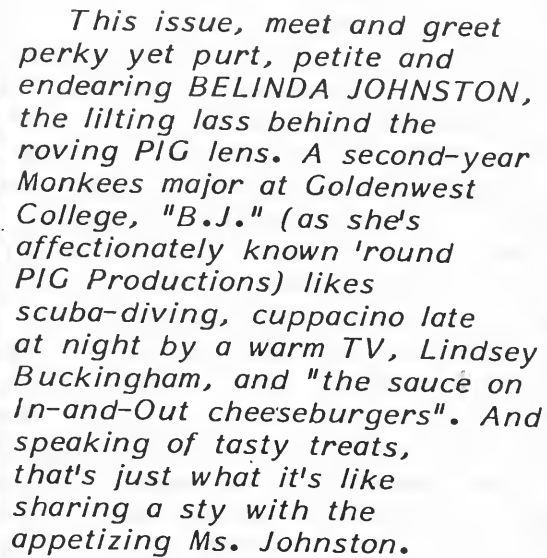 This issue, meet and greet
perky yet purt, petite and
endearing BELINDA JOHNSTON,
the lilting lass behind the
roving PIG lens. A second-year
Monkees major at Goldenwest
College, "B.J." (as she's
affectionately known 'round
PIG Productions) likes
scuba-diving, cuppacino late
at night by a warm TV, Lindsey
Buckingham, and "the sauce on
In-and-Out cheeseburgers". And
speaking of tasty treats,
that's just what it's like
sharing a sty with the
appetizing Ms. Johnston.